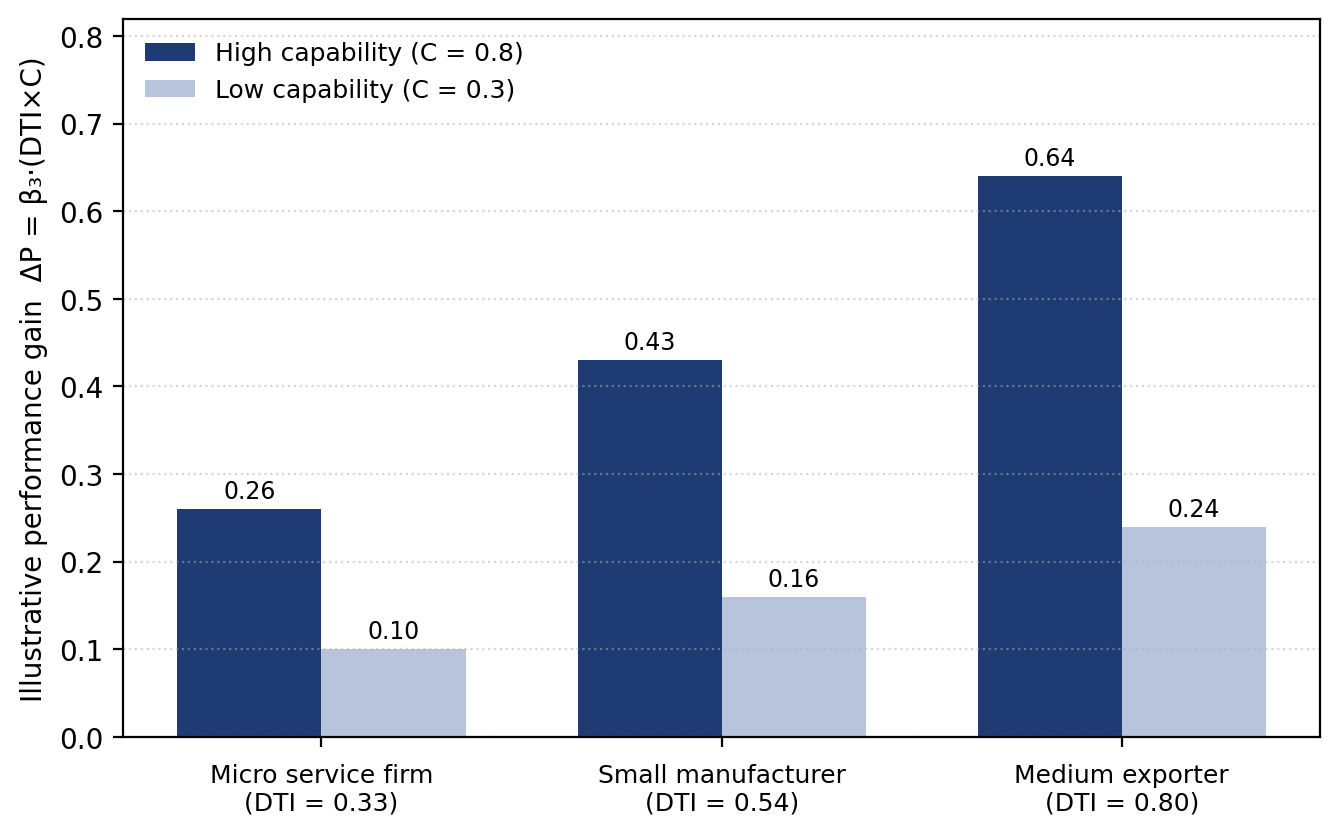 High capability (C = 0.8)
Low capability (C = 0.3)
Illustrative performance gain  ΔP = β₃·(DTI×C)
0.8
0.7
0.6
0.5
0.4
0.3
0.2
0.1
0.0
0.26
0.10
0.43
0.16
0.64
0.24
Micro service firm
(DTI = 0.33)
Small manufacturer
(DTI = 0.54)
Medium exporter
(DTI = 0.80)